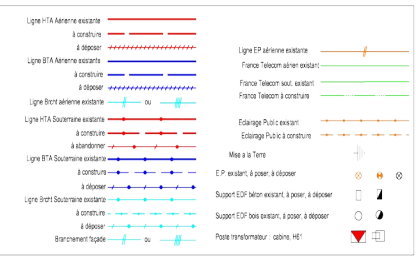 Ligne HTA Aérienne existante
à construire
à déposer
Ligne BTA Aérienne existante
à construire
à déposer
Ligne Brcht aérienne existante
ou
Ligne HTA Souterraine existante
à construire
à abandonner
Ligne BTA Souterraine existante
à construire
à déposer
Ligne Brcht Souterraine existante
à construire
à déposer
Branchement façade
ou
Ligne EP aérienne existante
France Telecom aérien existant
France Telecom sout. existant
France Telecom à construire
Eclairage Public existant
Eclairage Public à construire
Mise a la Terre
E.P. existant, à poser, à déposer
Support EDF béton existant, à poser, à déposer
Support EDF bois existant, à poser, à déposer
Poste transformateur : cabine, H61